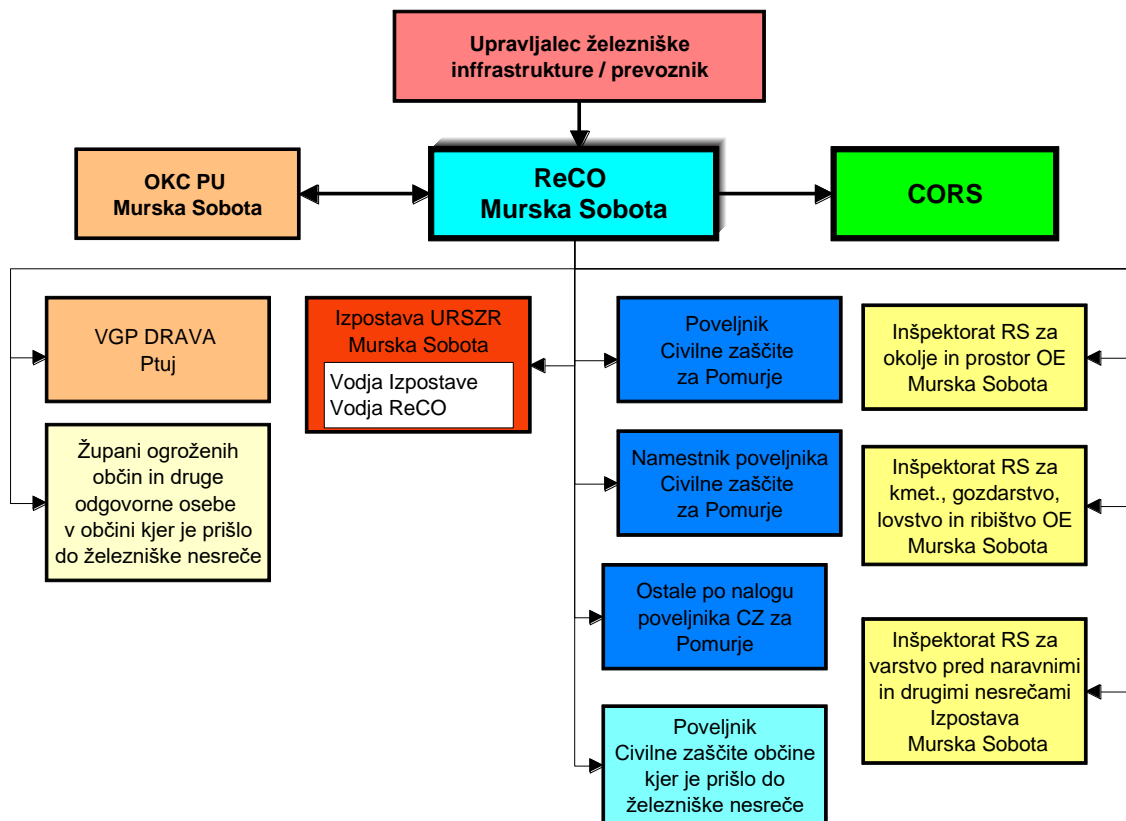 Upravljalec železniške
inffrastrukture / prevoznik
OKC PU
Murska Sobota
ReCO
Murska Sobota
CORS
VGP DRAVA
Ptuj
Župani ogroženih
občin in druge
odgovorne osebe
v občini kjer je prišlo
do železniške nesreče
Izpostava URSZR
Murska Sobota
Vodja Izpostave
Vodja ReCO
Poveljnik
Civilne zaščite
za Pomurje
Namestnik poveljnika
Civilne zaščite
za Pomurje
Ostale po nalogu
poveljnika CZ za
Pomurje
Poveljnik
Civilne zaščite občine
kjer je prišlo do
železniške nesreče
Inšpektorat RS za
okolje in prostor OE
Murska Sobota
Inšpektorat RS za
kmet., gozdarstvo,
lovstvo in ribištvo OE
Murska Sobota
Inšpektorat RS za
varstvo pred naravnimi
in drugimi nesrečami
Izpostava
Murska Sobota